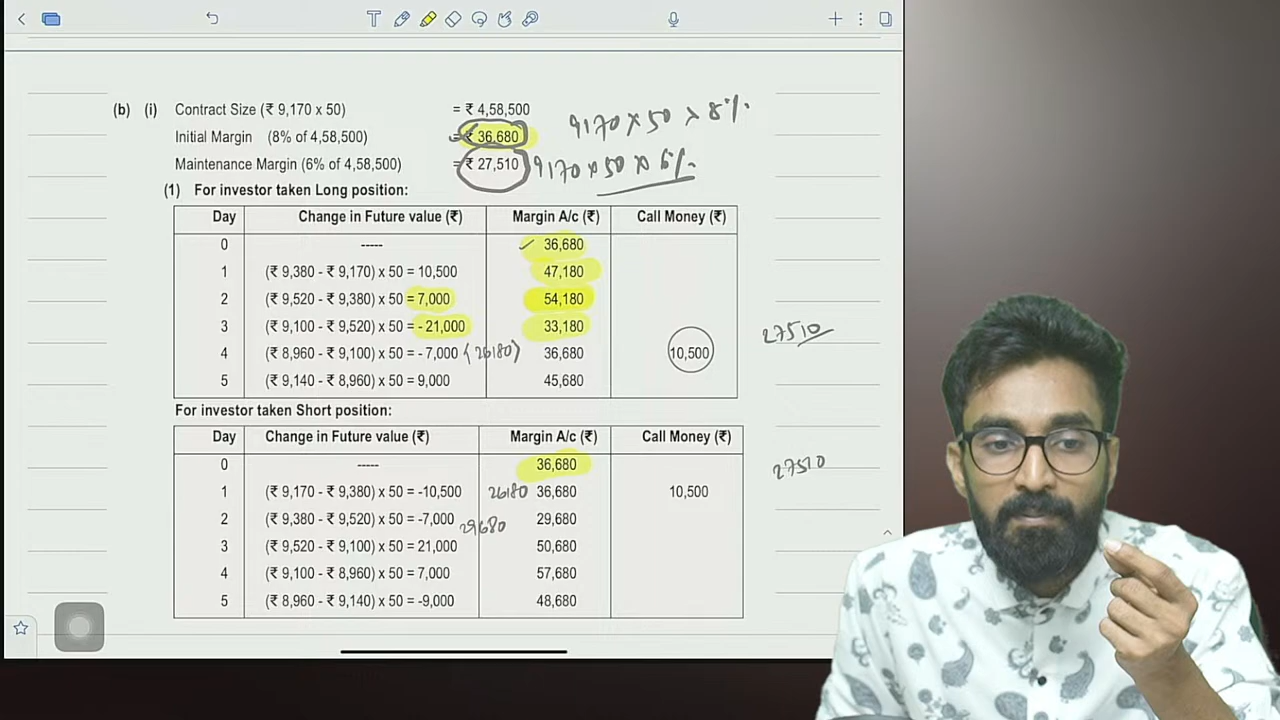 (b) (i) Contract Size (₹ 9,170 x 50) = ₹ 4,58,500
9170 x 50 x 8%
Initial Margin (8% of 4,58,500) = ₹ 36,680
Maintenance Margin (6% of 4,58,500) = ₹ 27,510 9170 x 50 x 6%
(1) For investor taken Long position:
Day Change in Future value (₹) Margin A/c (₹) Call Money (₹)
0 ----- 36,680
1 (₹ 9,380 - ₹ 9,170) x 50 = 10,500 47,180
2 (₹ 9,520 - ₹ 9,380) x 50 = 7,000 54,180
3 (₹ 9,100 - ₹ 9,520) x 50 = - 21,000 33,180 27510
4 (₹ 8,960 - ₹ 9,100) x 50 = - 7,000 (26180) 36,680 10,500
5 (₹ 9,140 - ₹ 8,960) x 50 = 9,000 45,680
For investor taken Short position:
Day Change in Future value (₹) Margin A/c (₹) Call Money (₹)
0 ----- 36,680 27510
1 (₹ 9,170 - ₹ 9,380) x 50 = -10,500 26180 36,680 10,500
2 (₹ 9,380 - ₹ 9,520) x 50 = -7,000 29680 29,680
3 (₹ 9,520 - ₹ 9,100) x 50 = 21,000 50,680
4 (₹ 9,100 - ₹ 8,960) x 50 = 7,000 57,680
5 (₹ 8,960 - ₹ 9,140) x 50 = -9,000 48,680